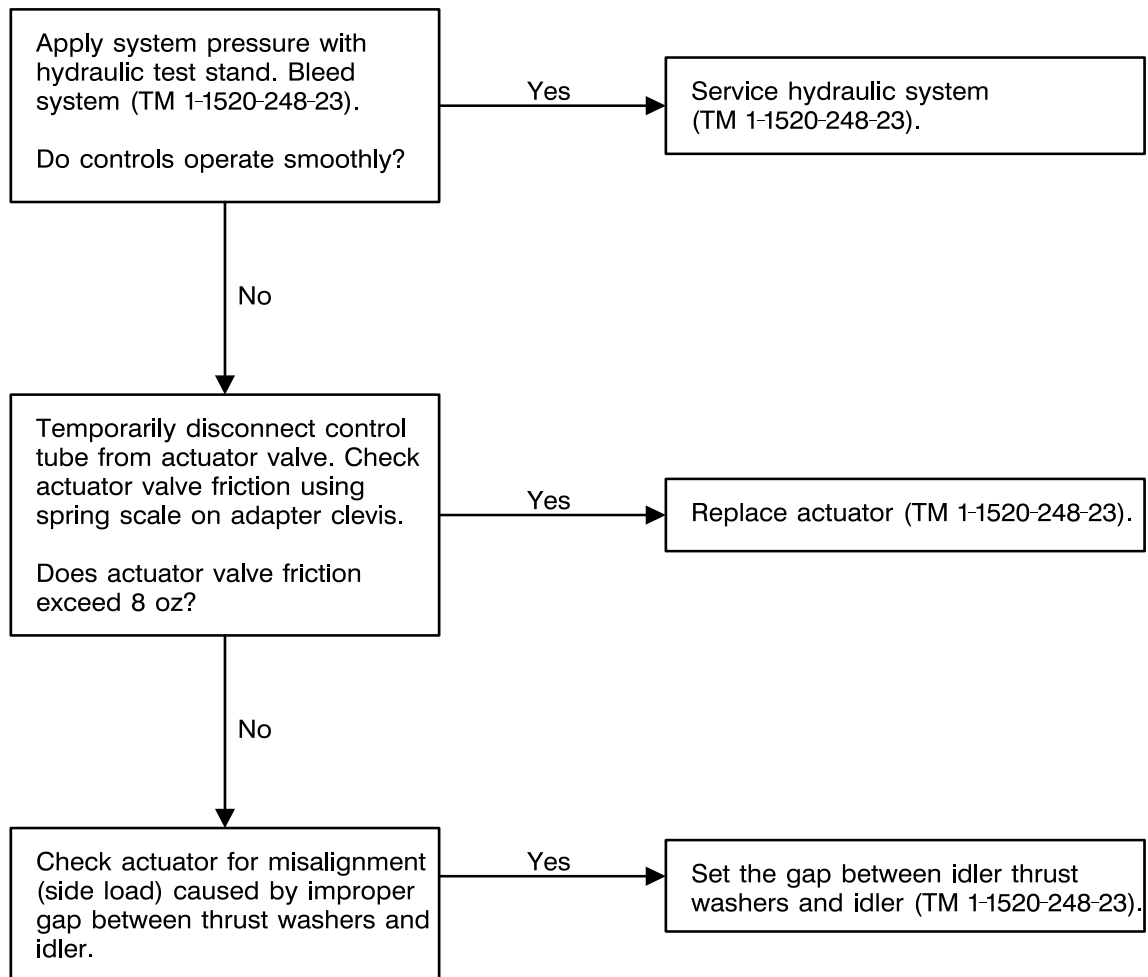 Apply system pressure with
hydraulic test stand. Bleed
system (TM 1-1520-248-23).
Do controls operate smoothly?
Yes
Service hydraulic system
(TM 1-1520-248-23).
No
Temporarily disconnect control
tube from actuator valve. Check
actuator valve friction using
spring scale on adapter clevis.
Does actuator valve friction
exceed 8 oz?
Yes
Replace actuator (TM 1-1520-248-23).
No
Check actuator for misalignment
(side load) caused by improper
gap between thrust washers and
idler.
Yes
Set the gap between idler thrust
washers and idler (TM 1-1520-248-23).